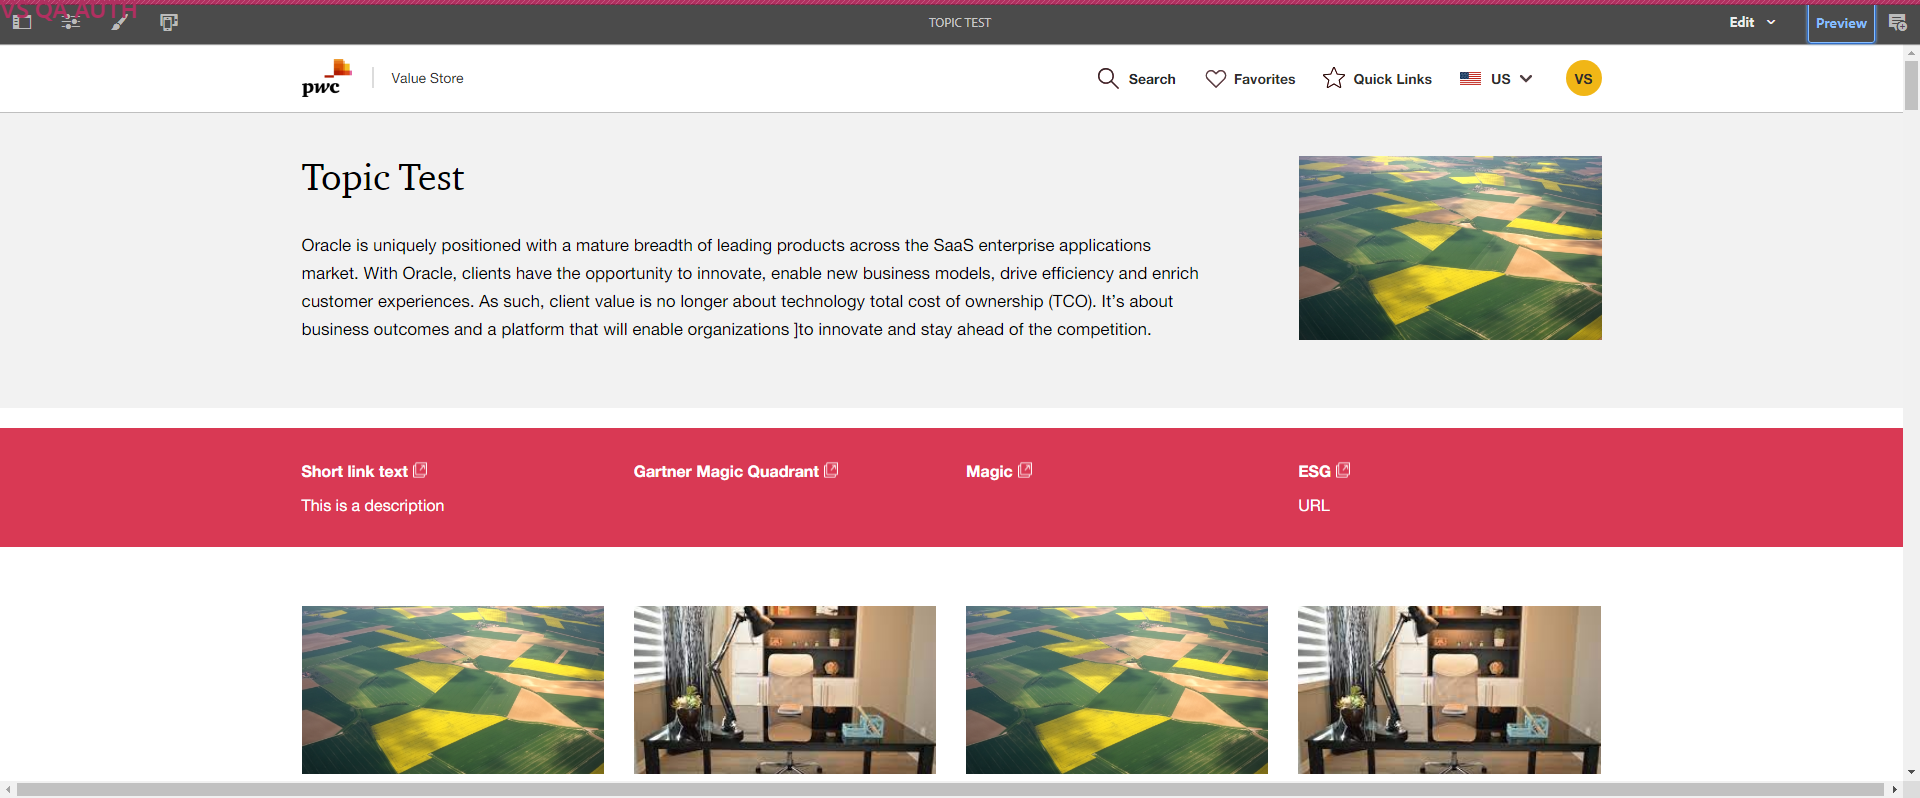 VS QA AUTH
TOPIC TEST
Edit
Preview
pwc
Value Store
Search
Favorites
Quick Links
US
VS
Topic Test
Oracle is uniquely positioned with a mature breadth of leading products across the SaaS enterprise applications
market. With Oracle, clients have the opportunity to innovate, enable new business models, drive efficiency and enrich
customer experiences. As such, client value is no longer about technology total cost of ownership (TCO). It’s about
business outcomes and a platform that will enable organizations ]to innovate and stay ahead of the competition.
Short link text
This is a description
Gartner Magic Quadrant
Magic
ESG
URL